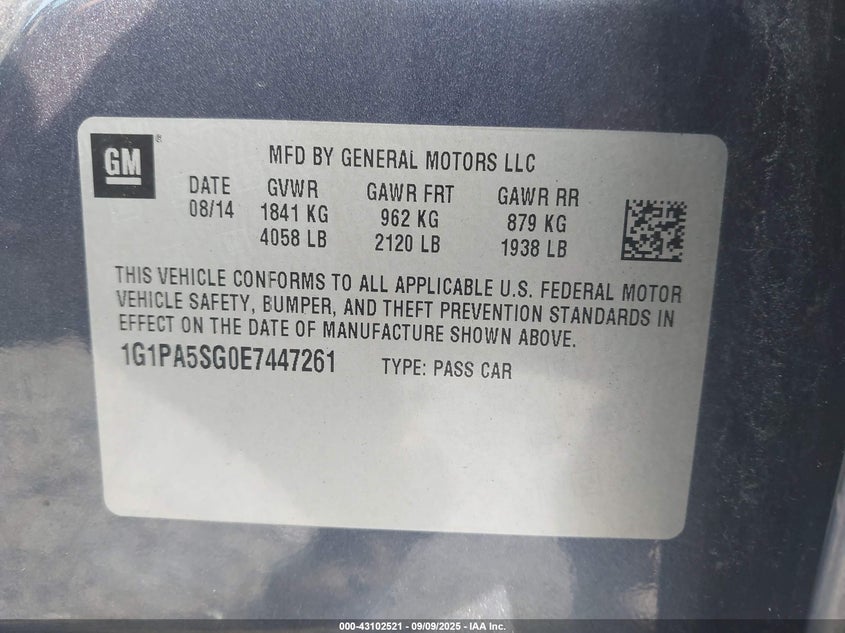 GM®
MFD BY GENERAL MOTORS LLC
DATE GVWR GAWR FRT GAWR RR
08/14 1841 KG 962 KG 879 KG
4058 LB 2120 LB 1938 LB
THIS VEHICLE CONFORMS TO ALL APPLICABLE U.S. FEDERAL MOTOR
VEHICLE SAFETY, BUMPER, AND THEFT PREVENTION STANDARDS IN
EFFECT ON THE DATE OF MANUFACTURE SHOWN ABOVE.
1G1PA5SG0E7447261 TYPE: PASS CAR
000-43102521 - 09/09/2025 - IAA Inc.